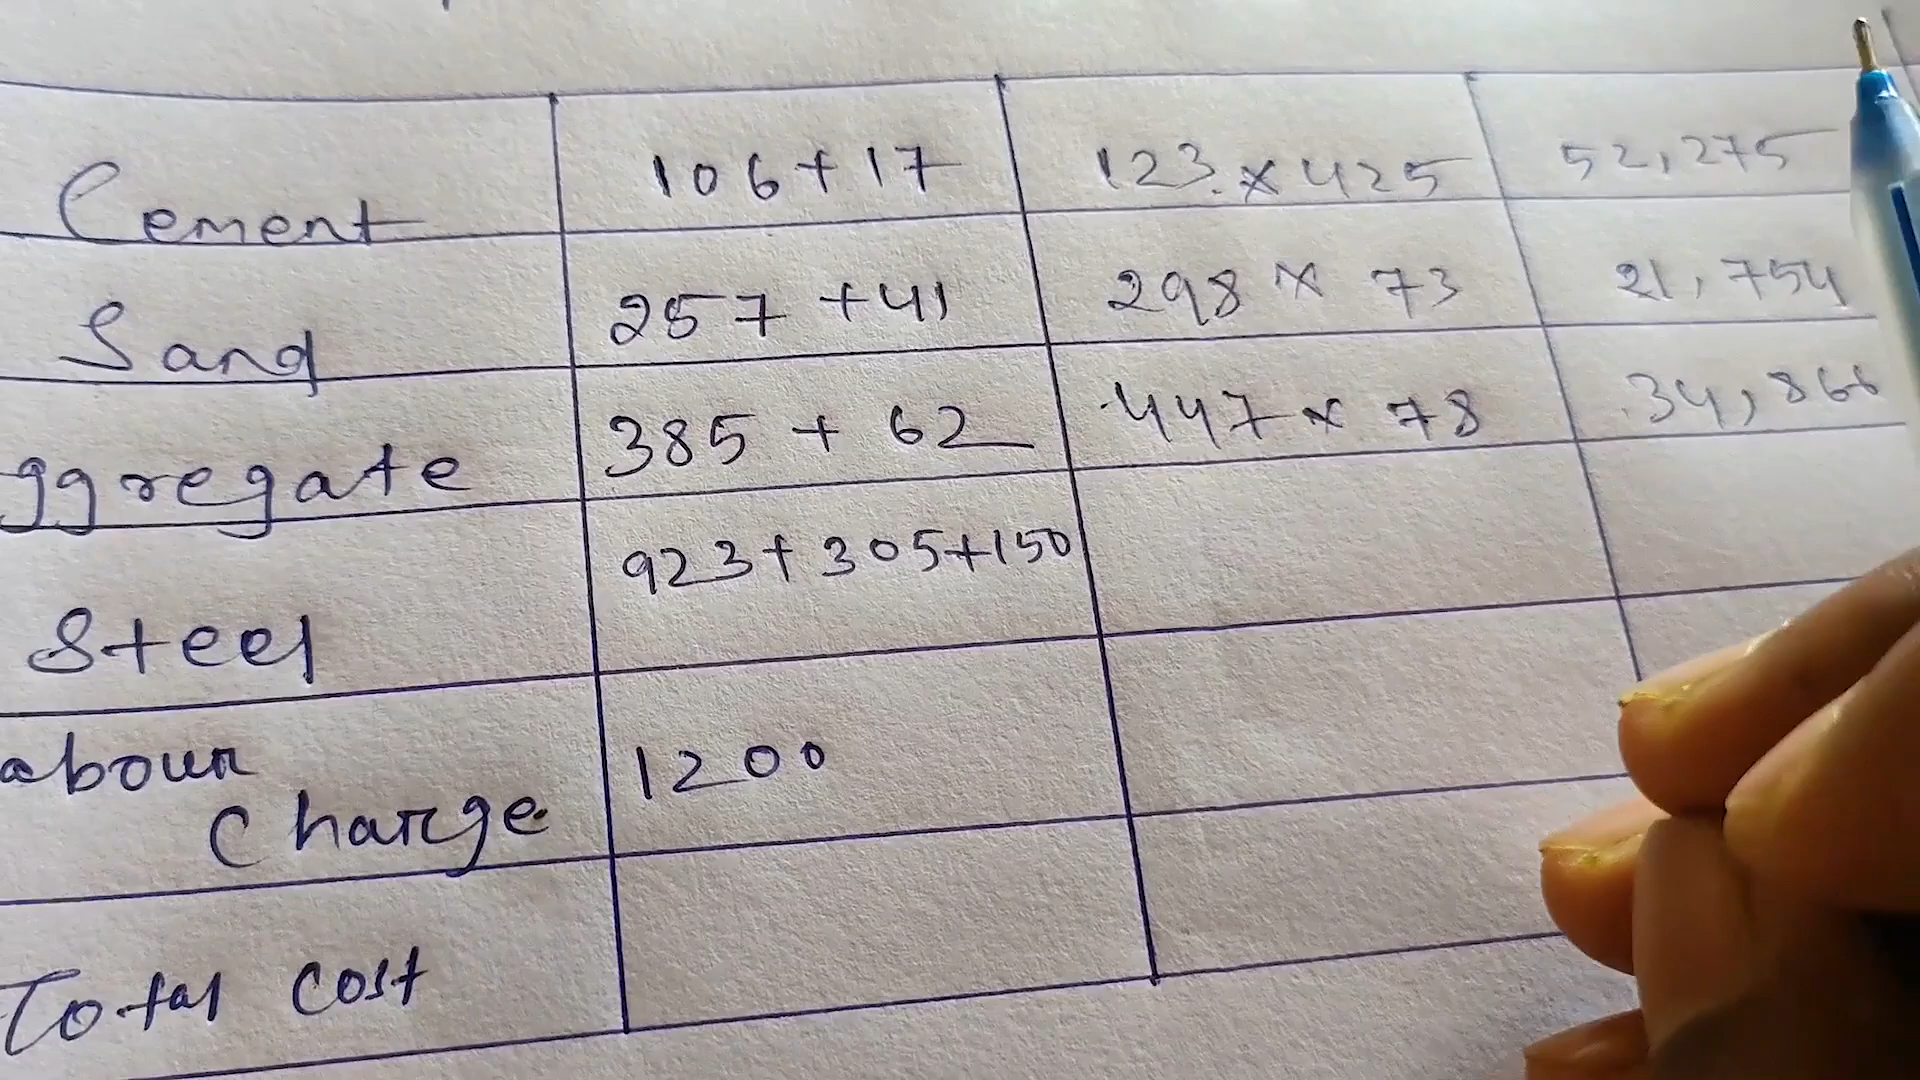 Cement 106+17 123.×425 52,275
Sand 257 +41 298 × 73 21,754
ggregate 385 + 62 447 × 78 34,866
Steel 923+305+150
abour
Charge 1200
Total cost